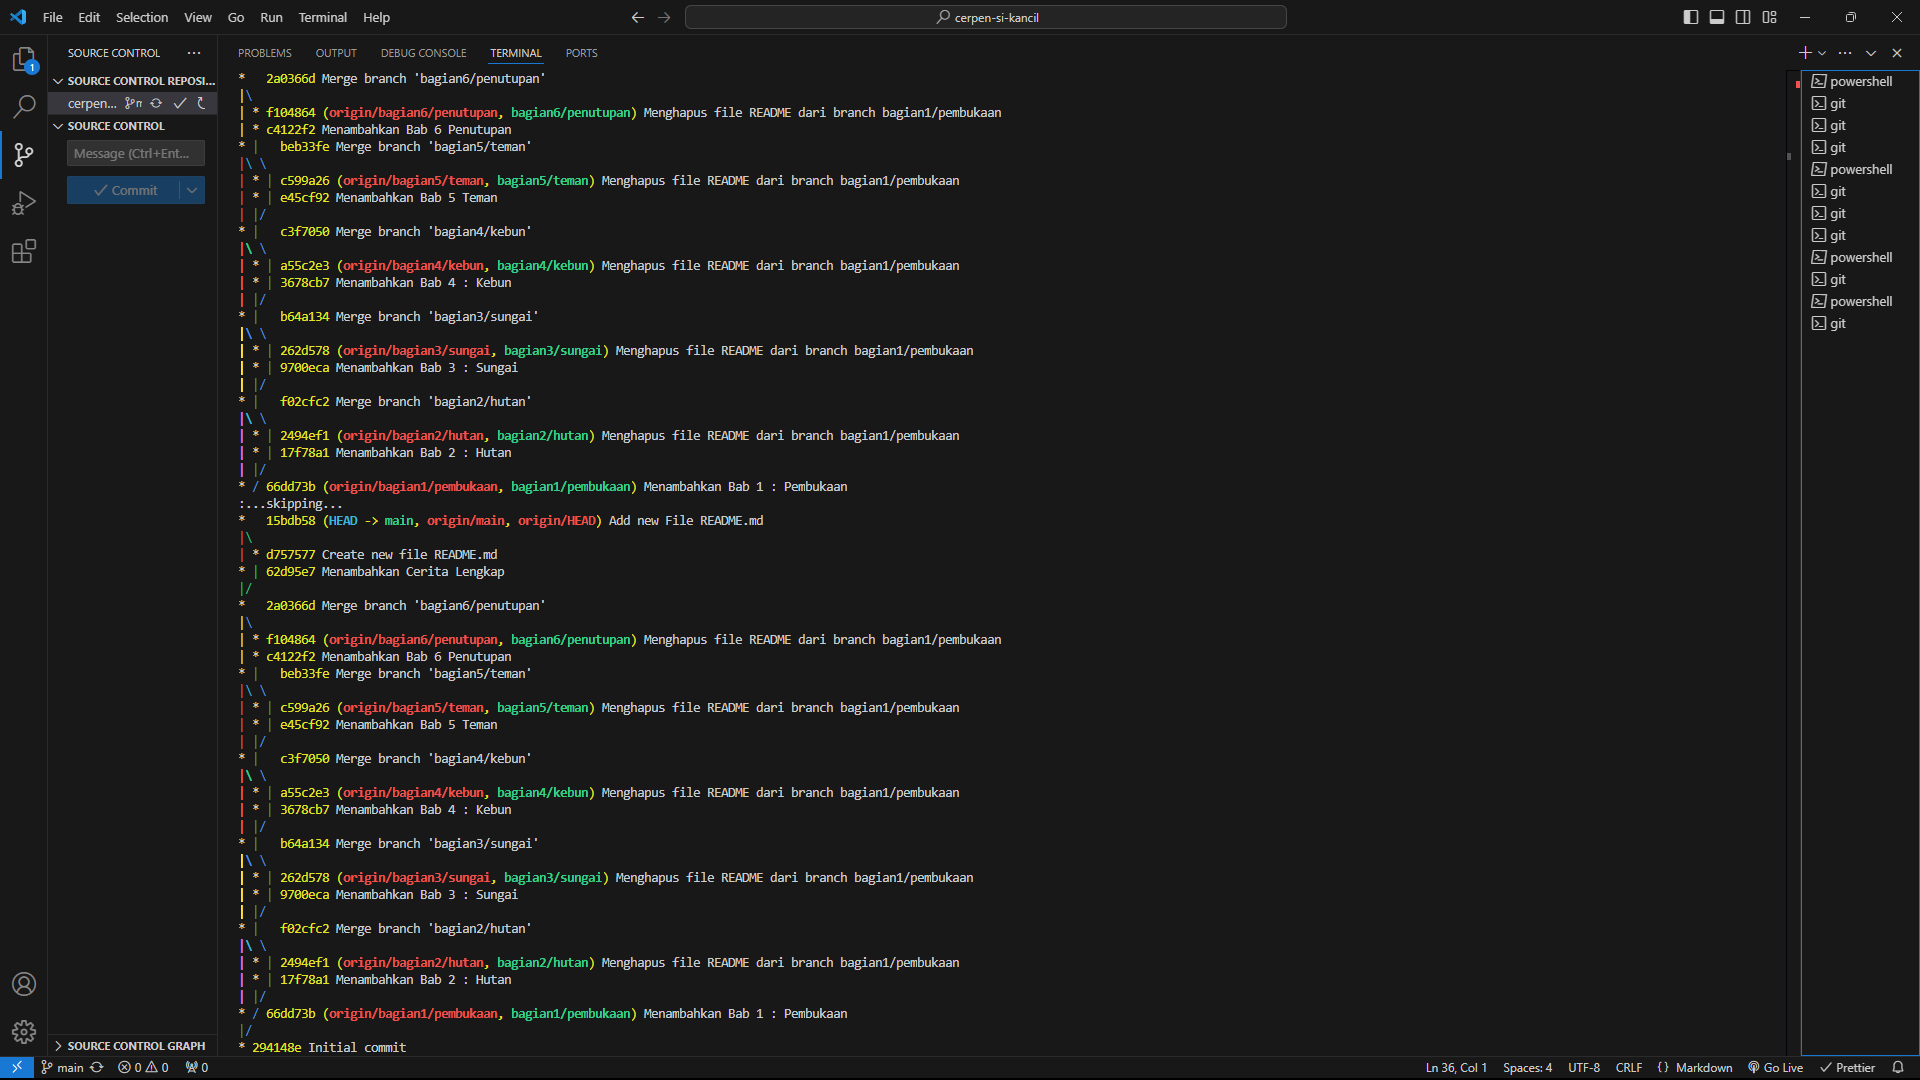 File Edit Selection View Go Run Terminal Help
cerpen-si-kancil
SOURCE CONTROL
SOURCE CONTROL REPOSI...
cerpen...
SOURCE CONTROL
Message (Ctrl+Ent...
Commit
SOURCE CONTROL GRAPH
1
PROBLEMS OUTPUT DEBUG CONSOLE TERMINAL PORTS
*   2a0366d Merge branch 'bagian6/penutupan'
|\
| * f104864 (origin/bagian6/penutupan, bagian6/penutupan) Menghapus file README dari branch bagian1/pembukaan
| * c4122f2 Menambahkan Bab 6 Penutupan
* |   beb33fe Merge branch 'bagian5/teman'
|\ \
| * | c599a26 (origin/bagian5/teman, bagian5/teman) Menghapus file README dari branch bagian1/pembukaan
| * | e45cf92 Menambahkan Bab 5 Teman
| |/
* |   c3f7050 Merge branch 'bagian4/kebun'
|\ \
| * | a55c2e3 (origin/bagian4/kebun, bagian4/kebun) Menghapus file README dari branch bagian1/pembukaan
| * | 3678cb7 Menambahkan Bab 4 : Kebun
| |/
* |   b64a134 Merge branch 'bagian3/sungai'
|\ \
| * | 262d578 (origin/bagian3/sungai, bagian3/sungai) Menghapus file README dari branch bagian1/pembukaan
| * | 9700eca Menambahkan Bab 3 : Sungai
| |/
* |   f02cfc2 Merge branch 'bagian2/hutan'
|\ \
| * | 2494ef1 (origin/bagian2/hutan, bagian2/hutan) Menghapus file README dari branch bagian1/pembukaan
| * | 17f78a1 Menambahkan Bab 2 : Hutan
| |/
* / 66dd73b (origin/bagian1/pembukaan, bagian1/pembukaan) Menambahkan Bab 1 : Pembukaan
:...skipping...
*   15bdb58 (HEAD -> main, origin/main, origin/HEAD) Add new File README.md
|\
| * d757577 Create new file README.md
* | 62d95e7 Menambahkan Cerita Lengkap
|/
*   2a0366d Merge branch 'bagian6/penutupan'
|\
| * f104864 (origin/bagian6/penutupan, bagian6/penutupan) Menghapus file README dari branch bagian1/pembukaan
| * c4122f2 Menambahkan Bab 6 Penutupan
* |   beb33fe Merge branch 'bagian5/teman'
|\ \
| * | c599a26 (origin/bagian5/teman, bagian5/teman) Menghapus file README dari branch bagian1/pembukaan
| * | e45cf92 Menambahkan Bab 5 Teman
| |/
* |   c3f7050 Merge branch 'bagian4/kebun'
|\ \
| * | a55c2e3 (origin/bagian4/kebun, bagian4/kebun) Menghapus file README dari branch bagian1/pembukaan
| * | 3678cb7 Menambahkan Bab 4 : Kebun
| |/
* |   b64a134 Merge branch 'bagian3/sungai'
|\ \
| * | 262d578 (origin/bagian3/sungai, bagian3/sungai) Menghapus file README dari branch bagian1/pembukaan
| * | 9700eca Menambahkan Bab 3 : Sungai
| |/
* |   f02cfc2 Merge branch 'bagian2/hutan'
|\ \
| * | 2494ef1 (origin/bagian2/hutan, bagian2/hutan) Menghapus file README dari branch bagian1/pembukaan
| * | 17f78a1 Menambahkan Bab 2 : Hutan
| |/
* / 66dd73b (origin/bagian1/pembukaan, bagian1/pembukaan) Menambahkan Bab 1 : Pembukaan
|/
* 294148e Initial commit
powershell
git
git
git
powershell
git
git
git
powershell
git
powershell
git
main 0 0 0
Ln 36, Col 1 Spaces: 4 UTF-8 CRLF {} Markdown Go Live Prettier